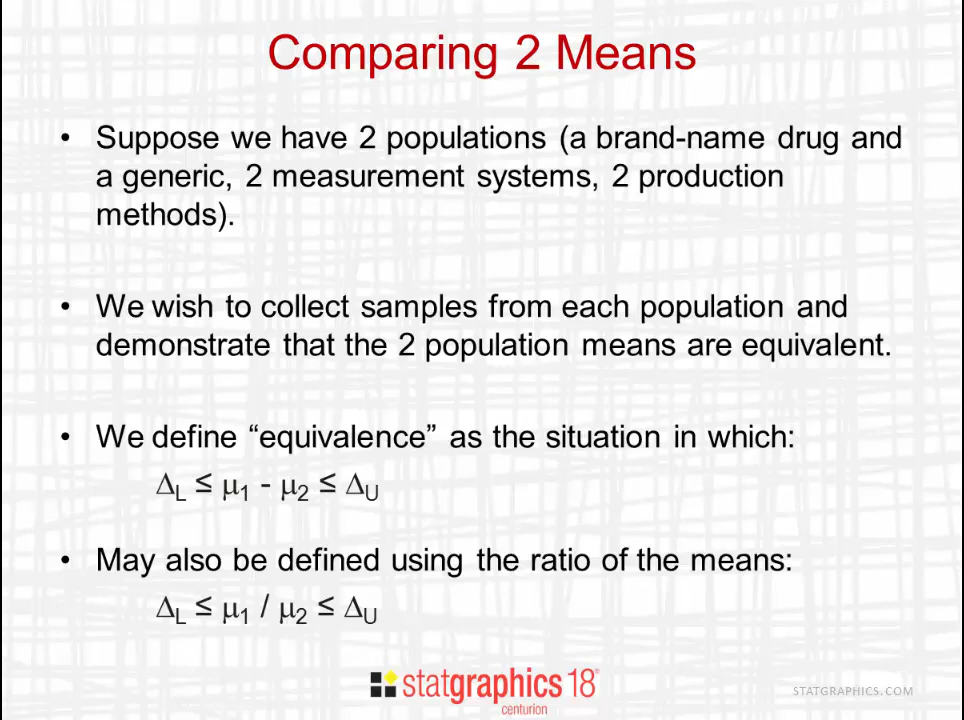 Comparing 2 Means
• Suppose we have 2 populations (a brand-name drug and
a generic, 2 measurement systems, 2 production
methods).
• We wish to collect samples from each population and
demonstrate that the 2 population means are equivalent.
• We define “equivalence” as the situation in which:
ΔL ≤ μ1 - μ2 ≤ ΔU
• May also be defined using the ratio of the means:
ΔL ≤ μ1 / μ2 ≤ ΔU
statgraphics 18®
centurion
STATGRAPHICS.COM